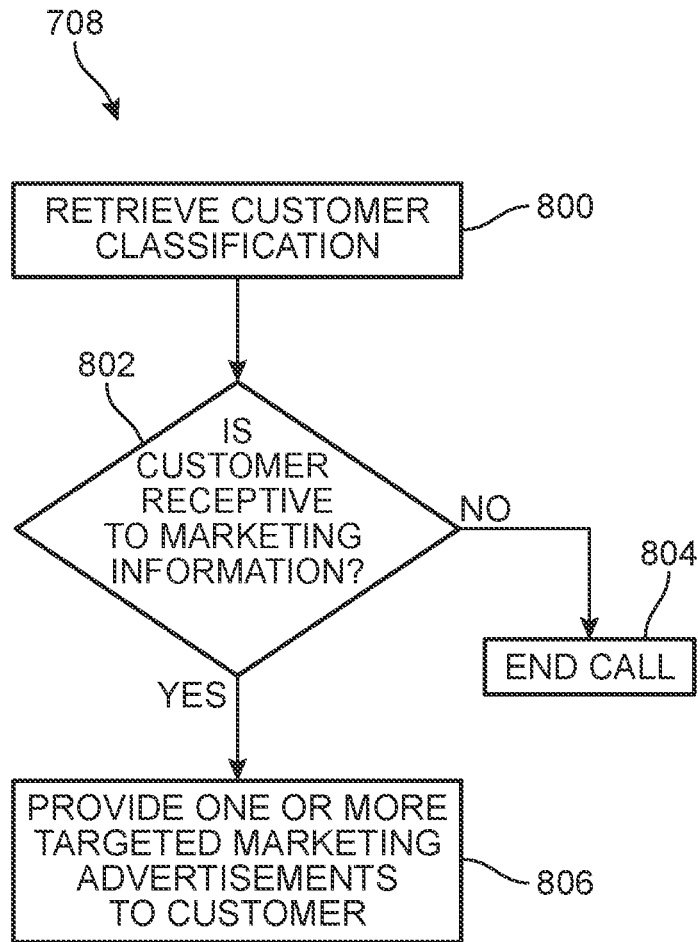 708
RETRIEVE CUSTOMER
CLASSIFICATION
800
802
IS
CUSTOMER
RECEPTIVE
TO MARKETING
INFORMATION?
NO
804
END CALL
YES
PROVIDE ONE OR MORE
TARGETED MARKETING
ADVERTISEMENTS
TO CUSTOMER
806